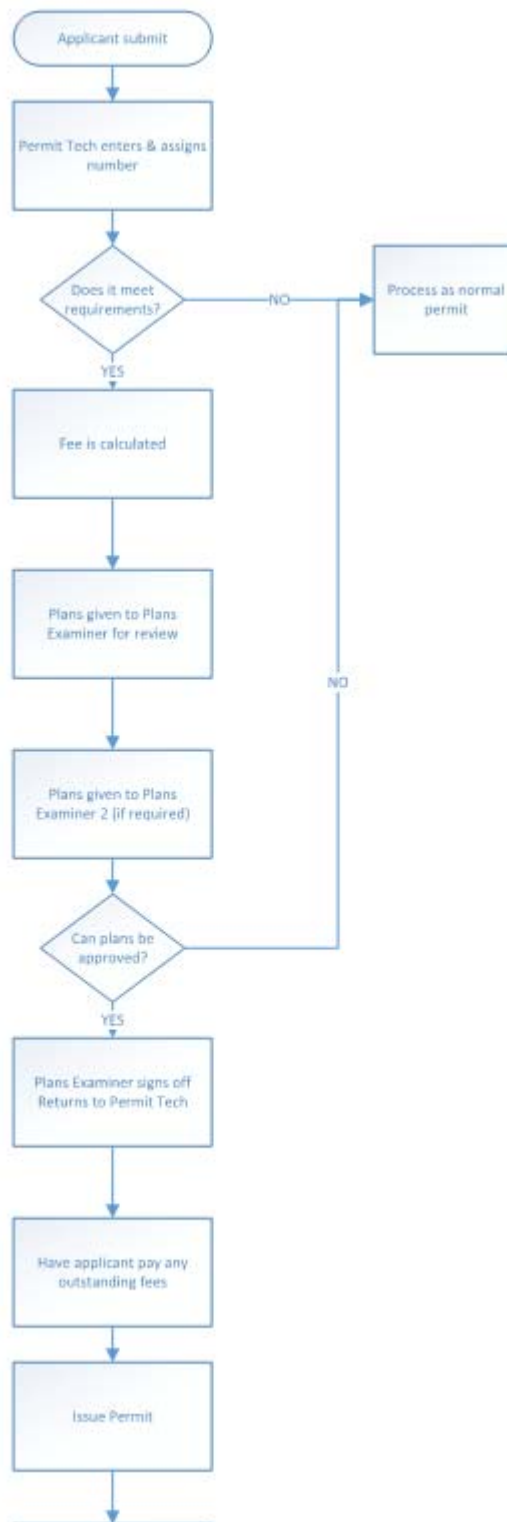 Applicant submit
Permit Tech enters & assigns
number
Does it meet
requirements?
NO
Process as normal
permit
YES
Fee is calculated
Plans given to Plans
Examiner for review
NO
Plans given to Plans
Examiner 2 (if required)
Can plans be
approved?
YES
Plans Examiner signs off
Returns to Permit Tech
Have applicant pay any
outstanding fees
Issue Permit